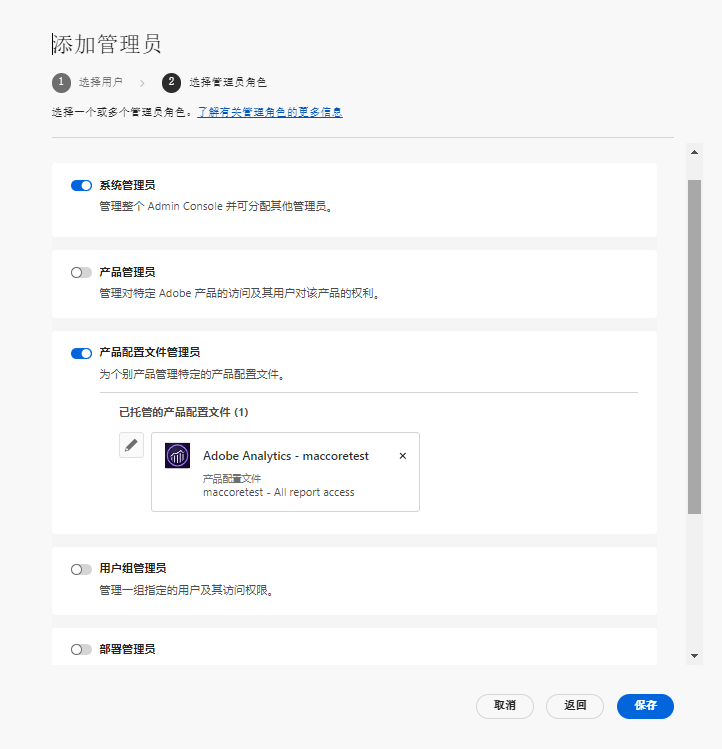 添加管理员
1 选择用户 > 2 选择管理员角色
选择一个或多个管理员角色。了解有关管理角色的更多信息
系统管理员
管理整个 Admin Console 并可分配其他管理员。
产品管理员
管理对特定 Adobe 产品的访问及其用户对该产品的权利。
产品配置文件管理员
为个别产品管理特定的产品配置文件。
已托管的产品配置文件 (1)
Adobe Analytics - maccoretest
产品配置文件
maccoretest - All report access
用户组管理员
管理一组指定的用户及其访问权限。
部署管理员
取消 返回 保存